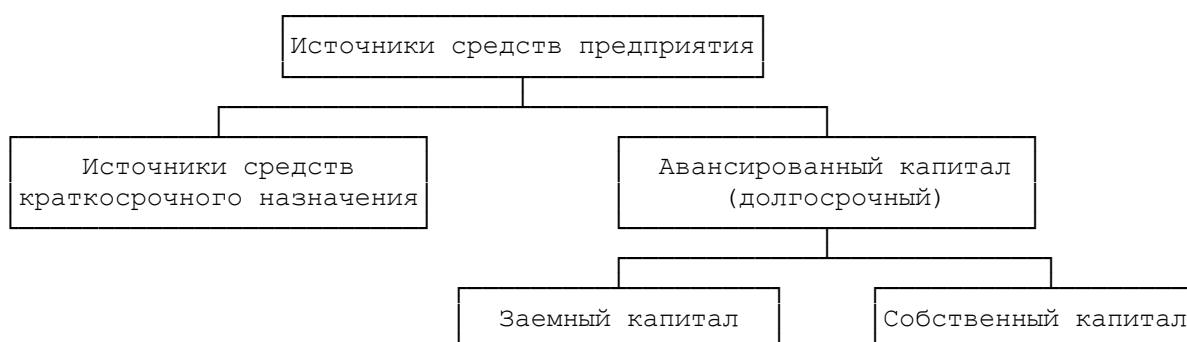 Источники средств предприятия
Источники средств
краткосрочного назначения
Авансированный капитал
(долгосрочный)
Заемный капитал
Собственный капитал